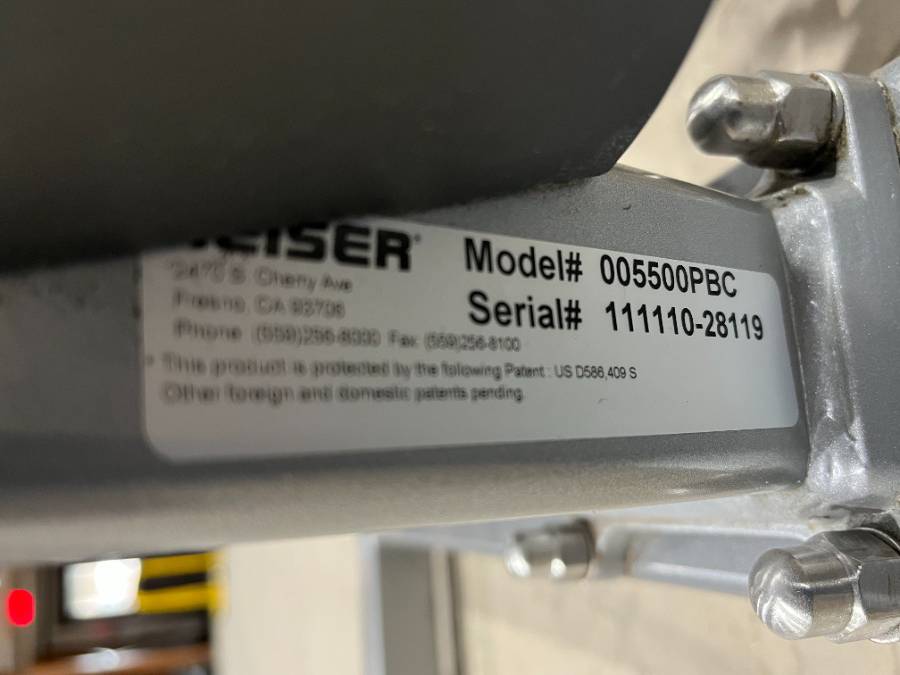 KEISER
Model# 005500PBC
Serial# 111110-28119
2470 S. Cherry Ave
Fresno, CA 93706
Phone: (559)256-8000 Fax: (559)256-8100
* This product is protected by the following Patent : US D586,409 S
Other foreign and domestic patents pending.